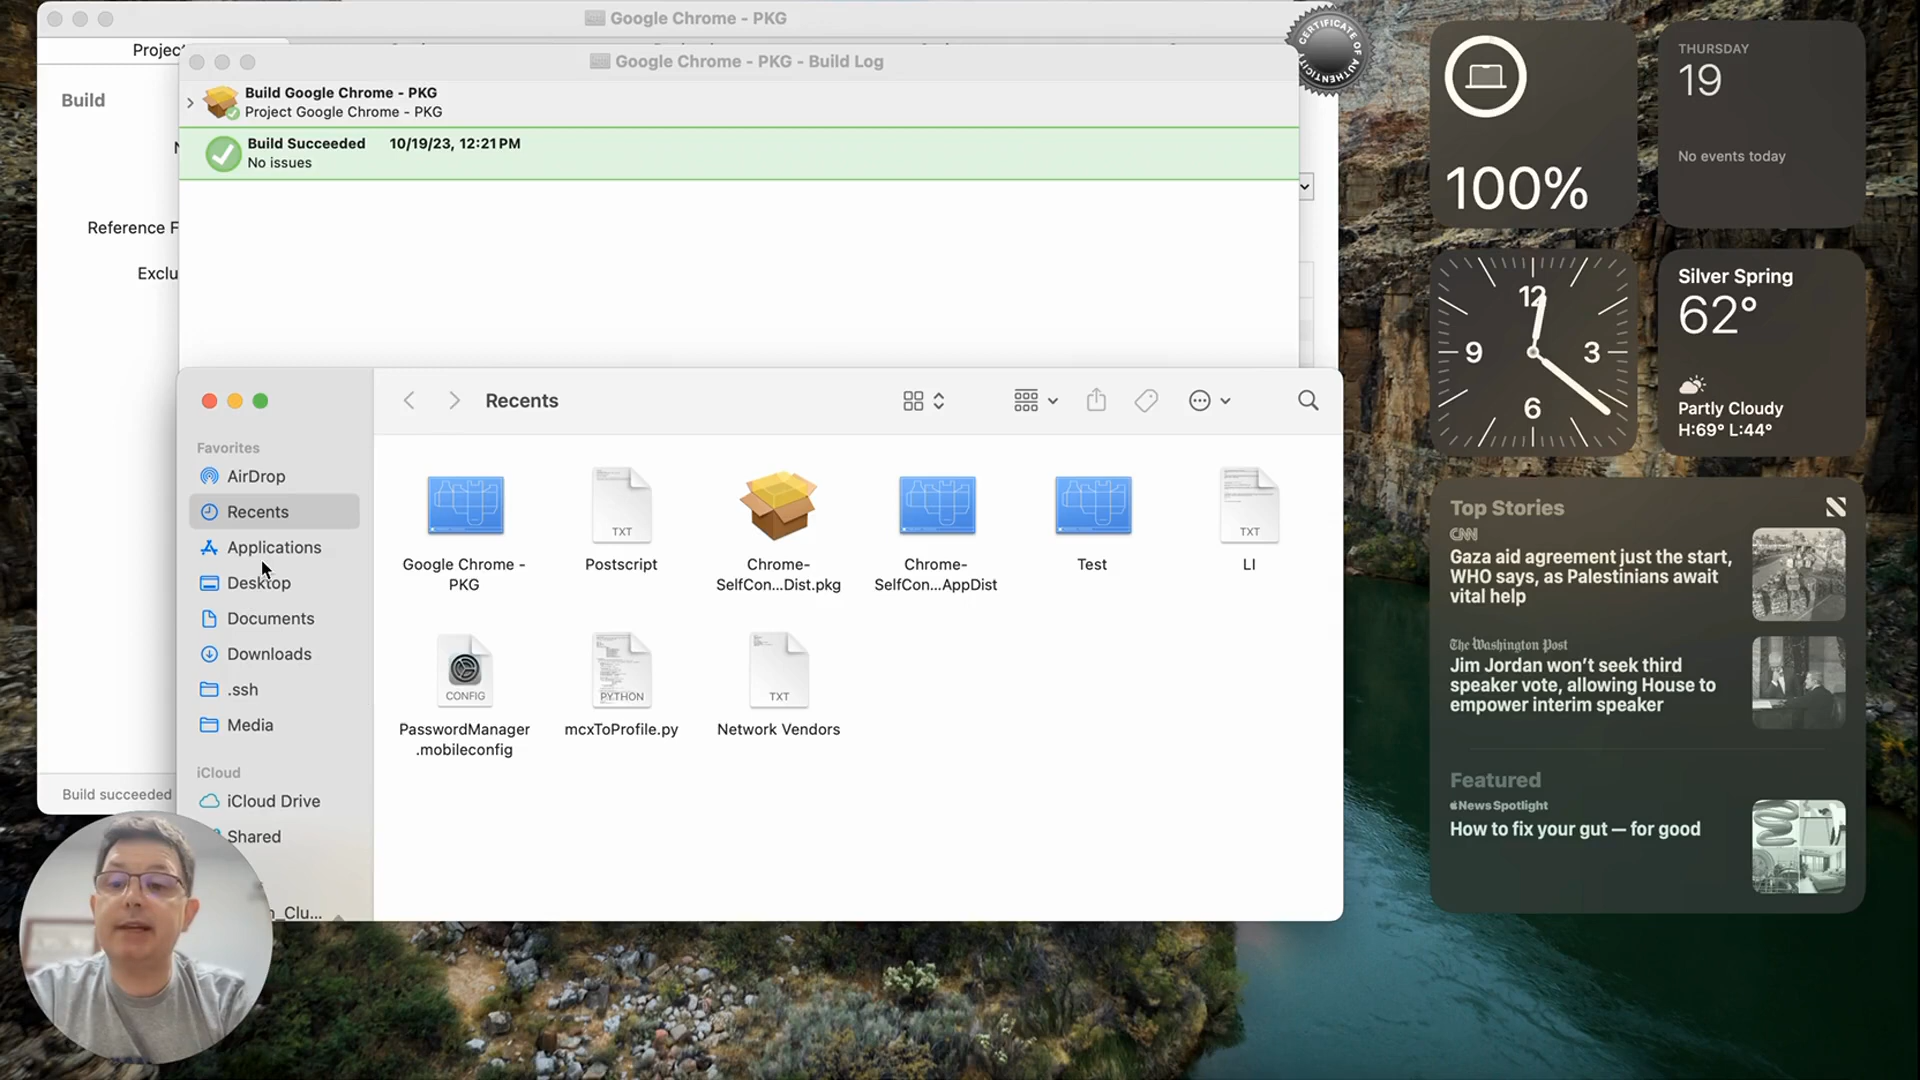 Google Chrome - PKG
Project
Google Chrome - PKG - Build Log
CERTIFICATE OF AUTHENTICITY
Build
Build Google Chrome - PKG
Project Google Chrome - PKG
Build Succeeded 10/19/23, 12:21 PM
No issues
Reference F
Exclu
Build succeeded
Recents
Favorites
AirDrop
Recents
Applications
Desktop
Documents
Downloads
.ssh
Media
iCloud
iCloud Drive
Shared
_Clu...
Google Chrome -
PKG
TXT
Postscript
Chrome-
SelfCon...Dist.pkg
Chrome-
SelfCon...AppDist
Test
TXT
LI
CONFIG
PasswordManager
.mobileconfig
PYTHON
mcxToProfile.py
TXT
Network Vendors
100%
THURSDAY
19
No events today
12
9
3
6
Silver Spring
62°
Partly Cloudy
H:69° L:44°
Top Stories
CNN
Gaza aid agreement just the start,
WHO says, as Palestinians await
vital help
The Washington Post
Jim Jordan won't seek third
speaker vote, allowing House to
empower interim speaker
Featured
News Spotlight
How to fix your gut — for good